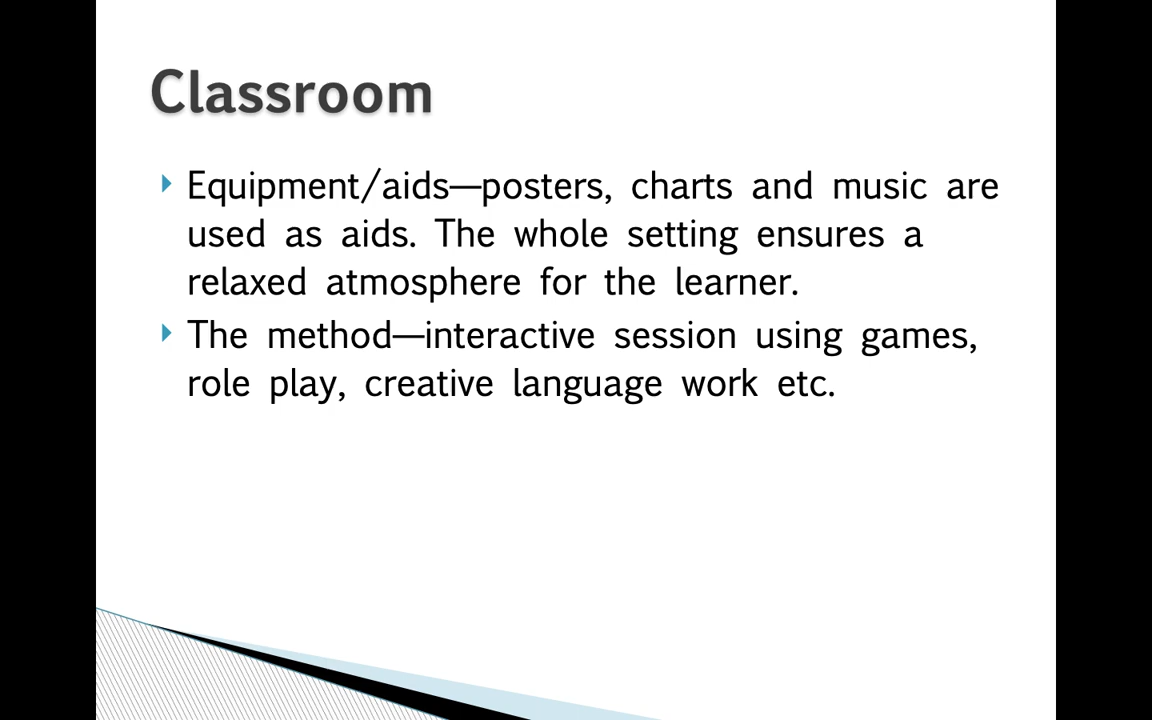 Classroom
Equipment/aids—posters, charts and music are
used as aids. The whole setting ensures a
relaxed atmosphere for the learner.
The method—interactive session using games,
role play, creative language work etc.